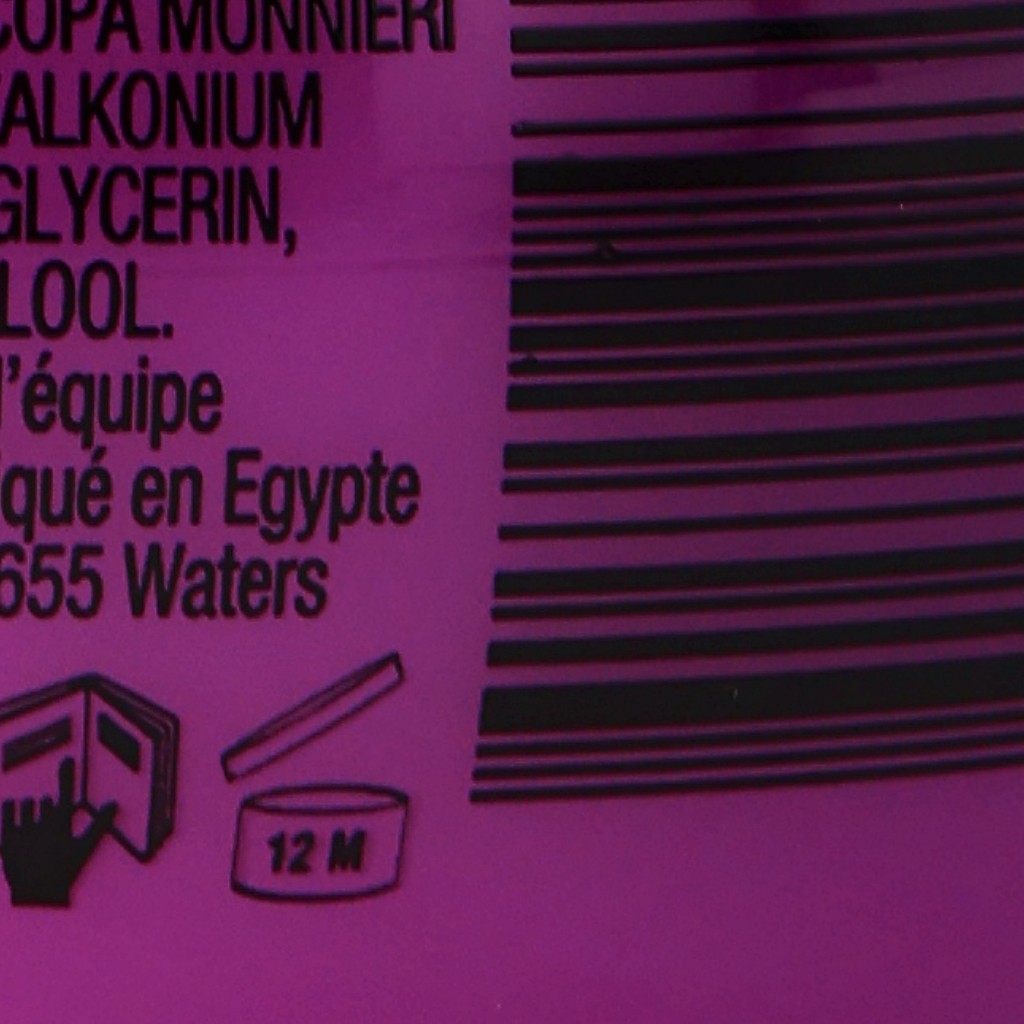 COPA MONNIERI
ALKONIUM
GLYCERIN,
LOOL.
l'équipe
qué en Egypte
655 Waters
12 M